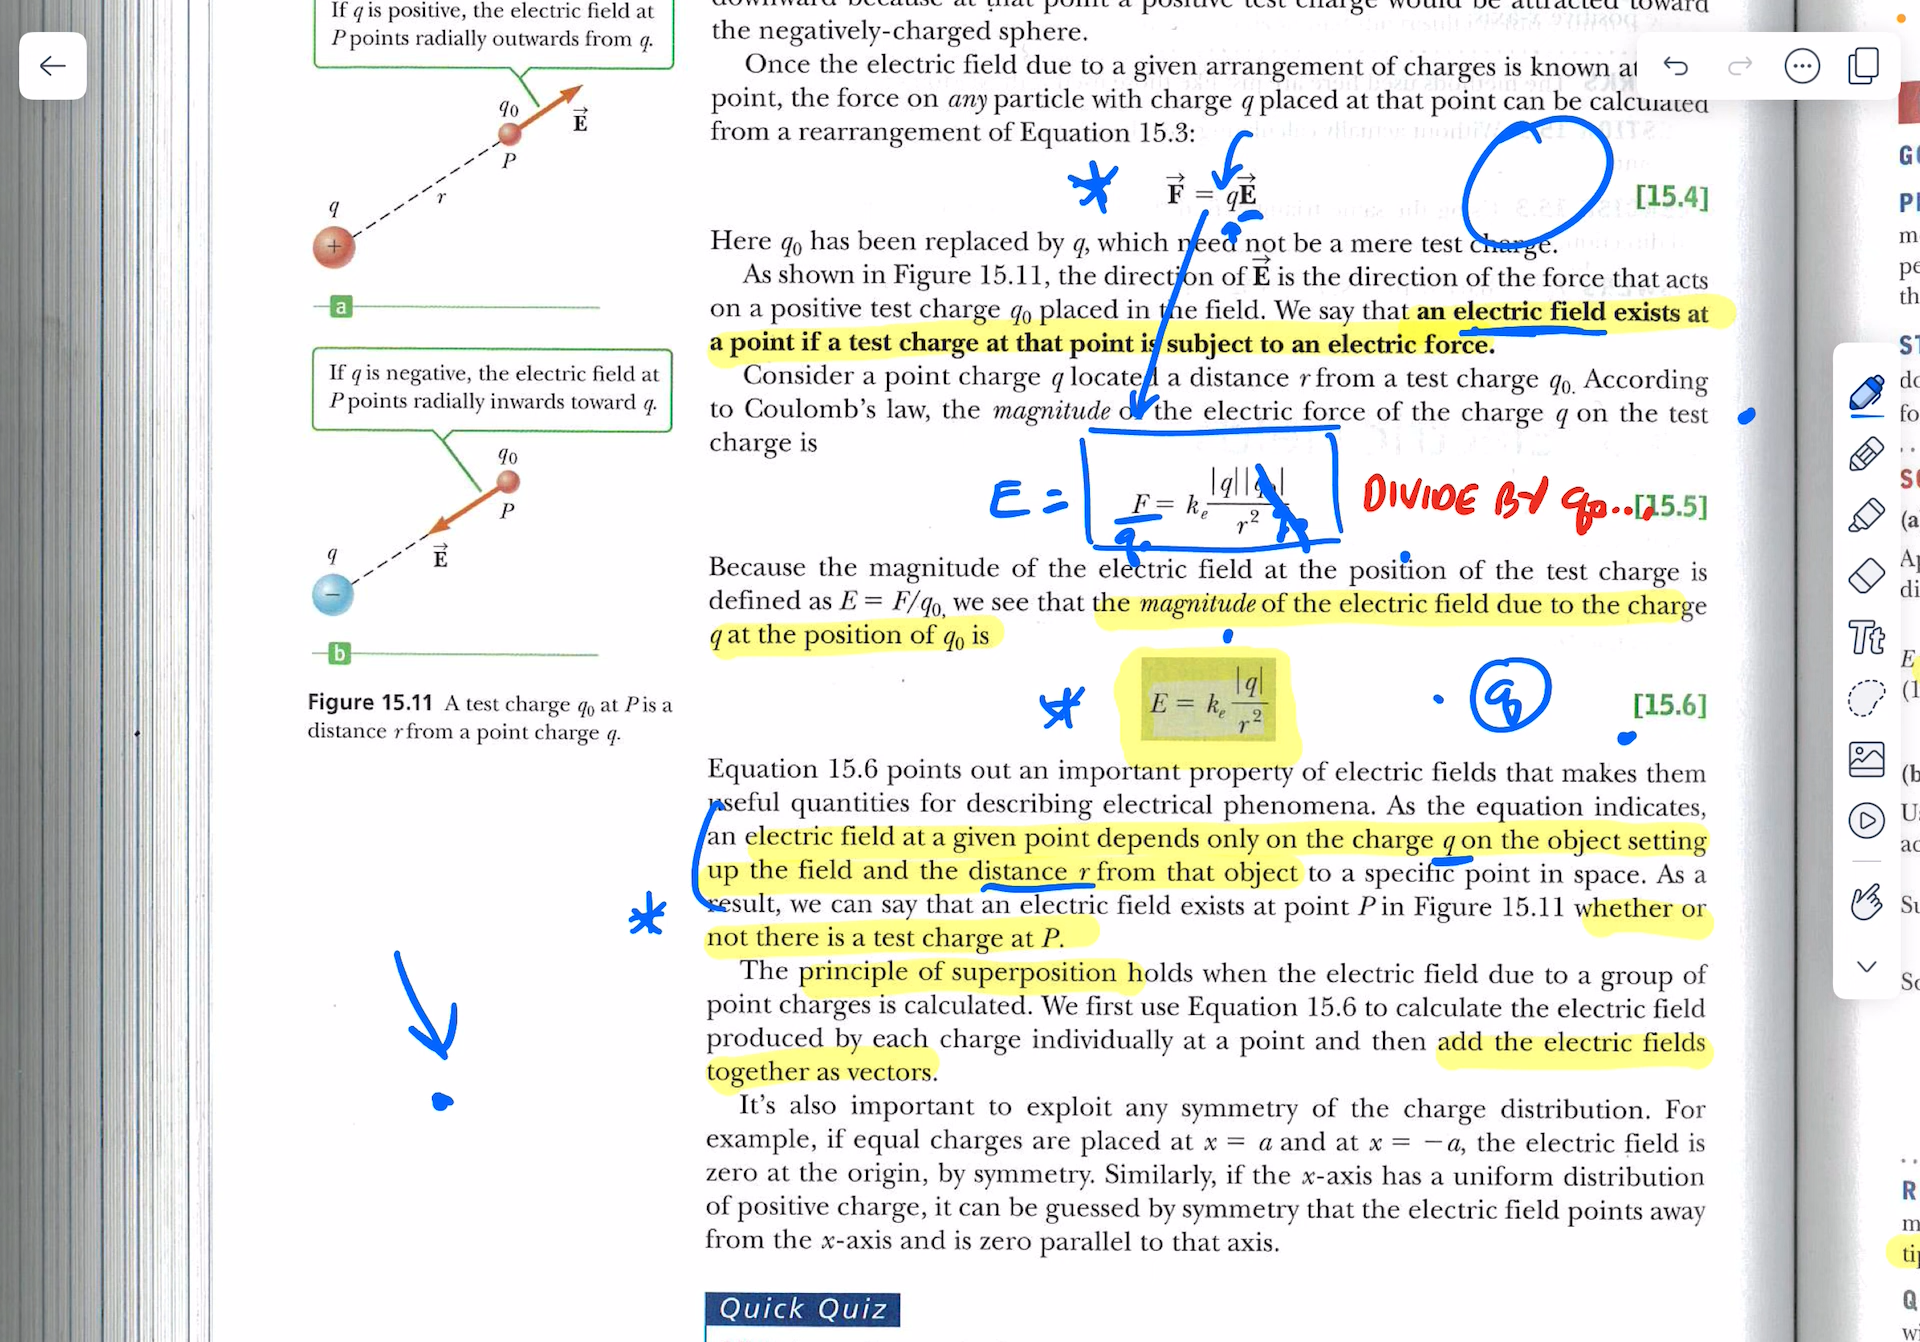 If q is positive, the electric field at
P points radially outwards from q.
q0
E
P
r
q
+
a
If q is negative, the electric field at
P points radially inwards toward q.
q0
P
q
E
−
b
Figure 15.11 A test charge q0 at P is a
distance r from a point charge q.
downward because at that point a positive test charge would be attracted toward
the negatively-charged sphere.
Once the electric field due to a given arrangement of charges is known at
point, the force on any particle with charge q placed at that point can be calculated
from a rearrangement of Equation 15.3:
* F = qE [15.4]
Here q0 has been replaced by q, which need not be a mere test charge.
As shown in Figure 15.11, the direction of E is the direction of the force that acts
on a positive test charge q0 placed in the field. We say that an electric field exists at
a point if a test charge at that point is subject to an electric force.
Consider a point charge q located a distance r from a test charge q0. According
to Coulomb's law, the magnitude of the electric force of the charge q on the test
charge is
E = F = ke |q||q0| / r2 DIVIDE BY q0... [15.5]
Because the magnitude of the electric field at the position of the test charge is
defined as E = F/q0, we see that the magnitude of the electric field due to the charge
q at the position of q0 is
* E = ke |q| / r2 q [15.6]
Equation 15.6 points out an important property of electric fields that makes them
useful quantities for describing electrical phenomena. As the equation indicates,
an electric field at a given point depends only on the charge q on the object setting
up the field and the distance r from that object to a specific point in space. As a
* result, we can say that an electric field exists at point P in Figure 15.11 whether or
not there is a test charge at P.
The principle of superposition holds when the electric field due to a group of
point charges is calculated. We first use Equation 15.6 to calculate the electric field
produced by each charge individually at a point and then add the electric fields
together as vectors.
It's also important to exploit any symmetry of the charge distribution. For
example, if equal charges are placed at x = a and at x = −a, the electric field is
zero at the origin, by symmetry. Similarly, if the x-axis has a uniform distribution
of positive charge, it can be guessed by symmetry that the electric field points away
from the x-axis and is zero parallel to that axis.
Quick Quiz
Tt